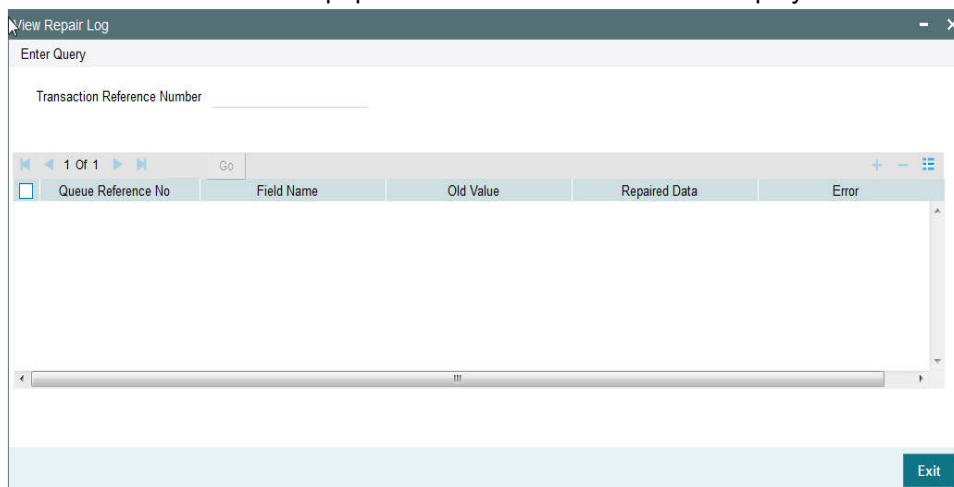 View Repair Log
Enter Query
Transaction Reference Number
1 Of 1 Go
Queue Reference No Field Name Old Value Repaired Data Error
Exit